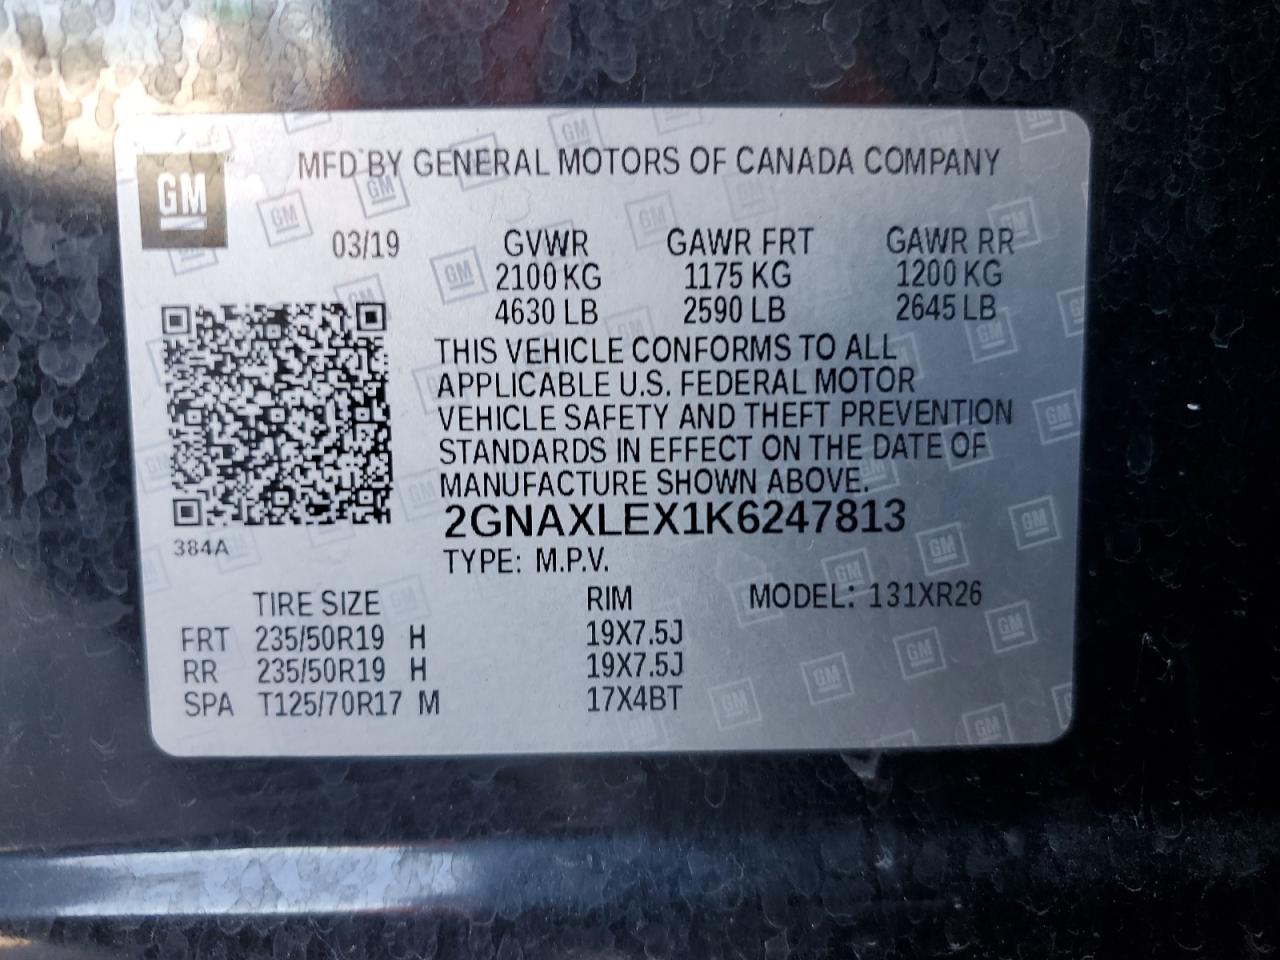 GM
MFD BY GENERAL MOTORS OF CANADA COMPANY
03/19 GVWR GAWR FRT GAWR RR
2100 KG 1175 KG 1200 KG
4630 LB 2590 LB 2645 LB
THIS VEHICLE CONFORMS TO ALL
APPLICABLE U.S. FEDERAL MOTOR
VEHICLE SAFETY AND THEFT PREVENTION
STANDARDS IN EFFECT ON THE DATE OF
MANUFACTURE SHOWN ABOVE.
2GNAXLEX1K6247813
384A
TYPE: M.P.V.
TIRE SIZE RIM MODEL: 131XR26
FRT 235/50R19 H 19X7.5J
RR 235/50R19 H 19X7.5J
SPA T125/70R17 M 17X4BT